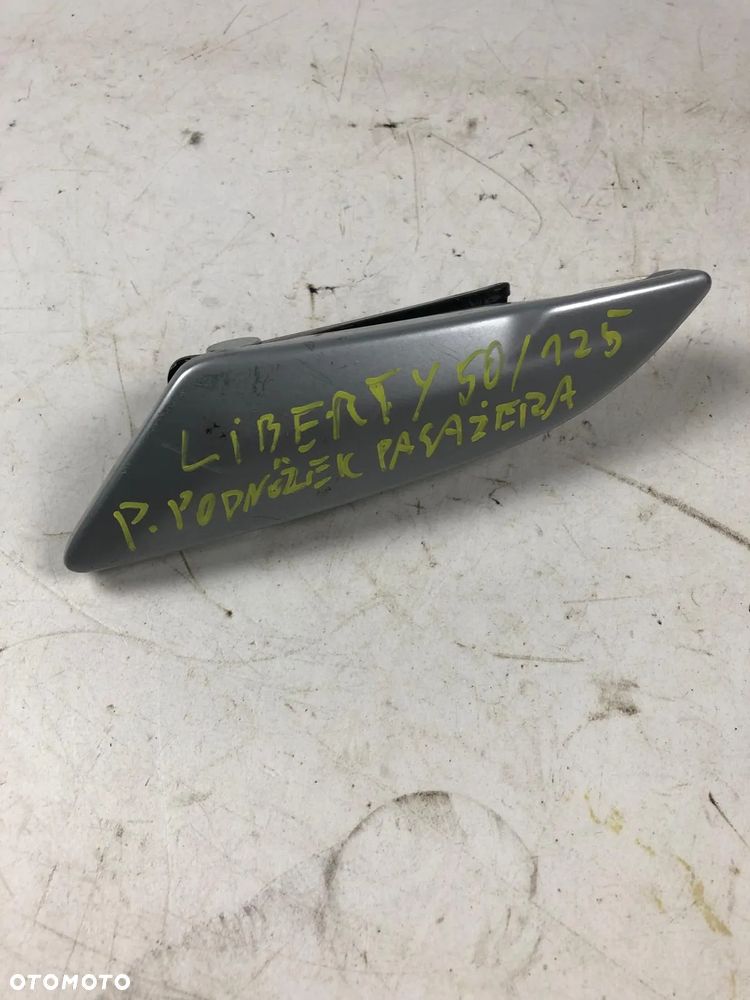 LiBERTY 50/125
P. PODNÓŻEK PASAŻERA
OTOMOTO